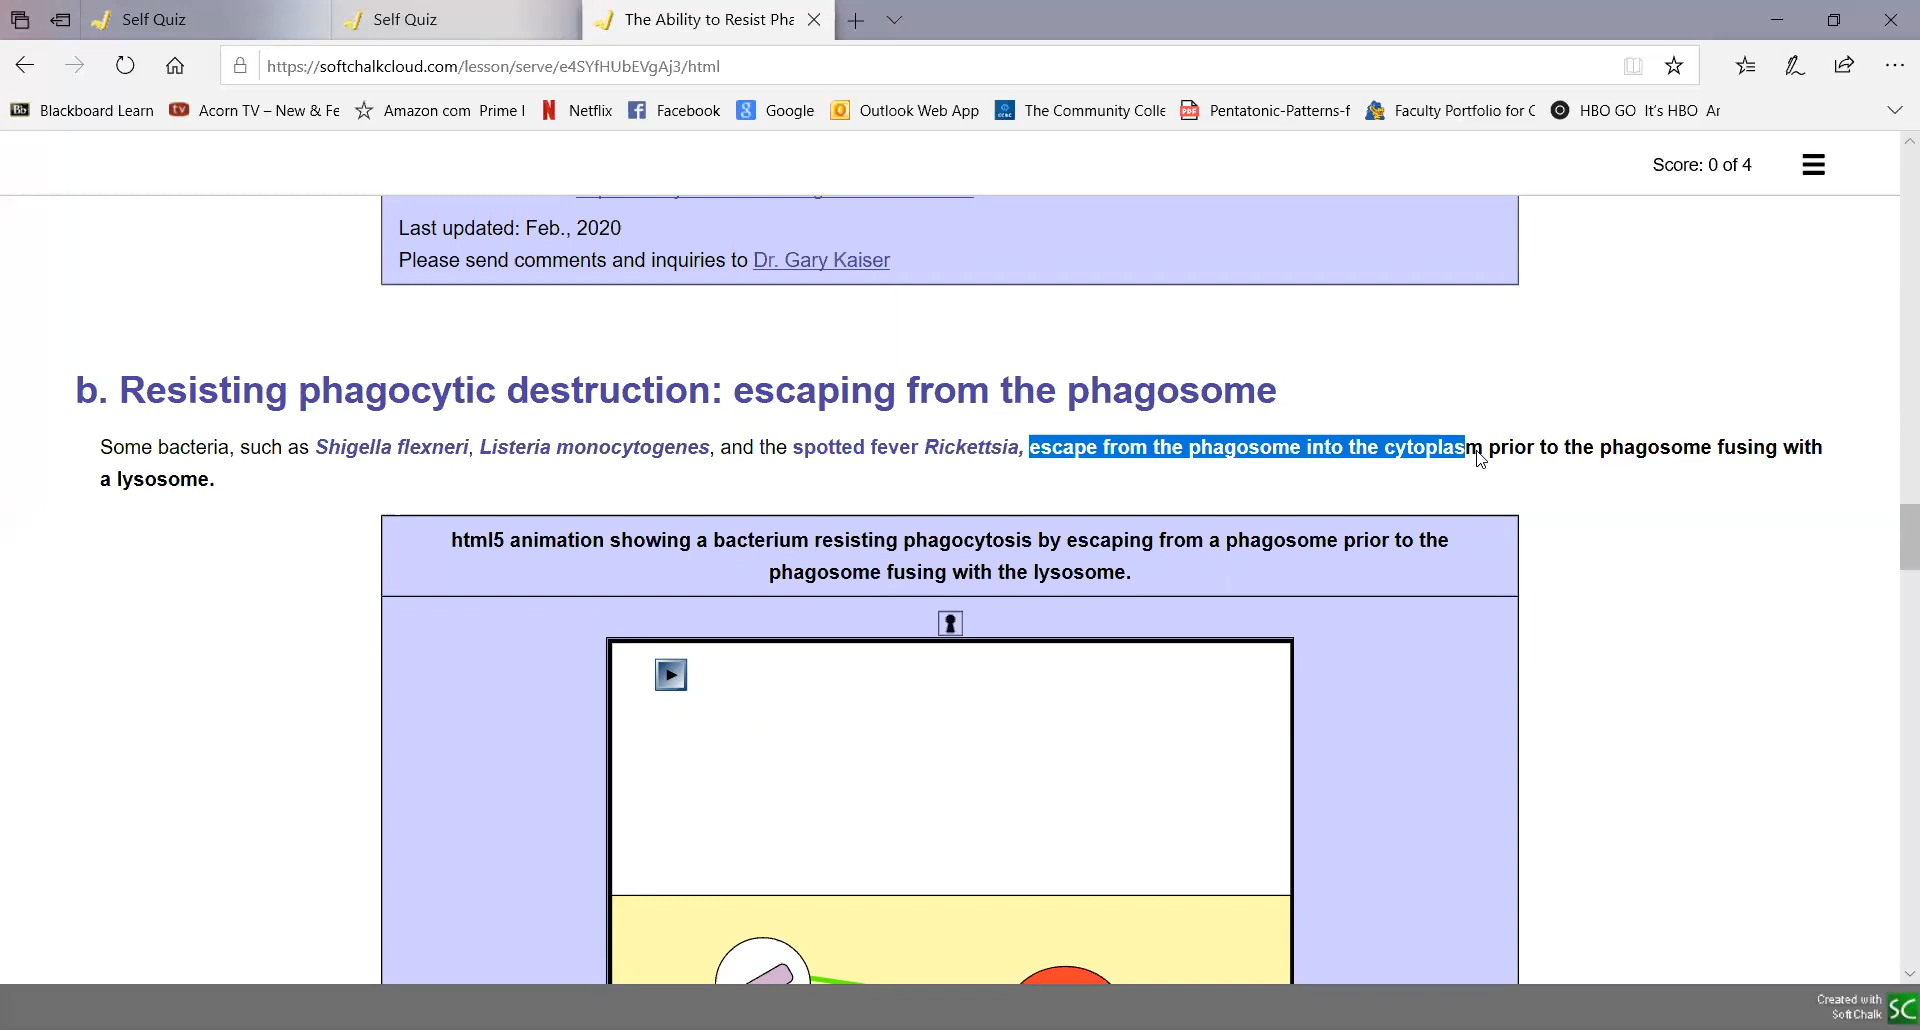 Self Quiz
Self Quiz
The Ability to Resist Pha
https://softchalkcloud.com/lesson/serve/e4SYfHUbEVgAj3/html
Bb Blackboard Learn
tv Acorn TV – New & Fe
Amazon com Prime I
N Netflix
f Facebook
8 Google
O Outlook Web App
The Community Colle
PDF Pentatonic-Patterns-f
Faculty Portfolio for C
HBO GO It's HBO Ar
Score: 0 of 4
Last updated: Feb., 2020
Please send comments and inquiries to Dr. Gary Kaiser
b. Resisting phagocytic destruction: escaping from the phagosome
Some bacteria, such as Shigella flexneri, Listeria monocytogenes, and the spotted fever Rickettsia, escape from the phagosome into the cytoplasm prior to the phagosome fusing with
a lysosome.
html5 animation showing a bacterium resisting phagocytosis by escaping from a phagosome prior to the
phagosome fusing with the lysosome.
Created with
SoftChalk
SC